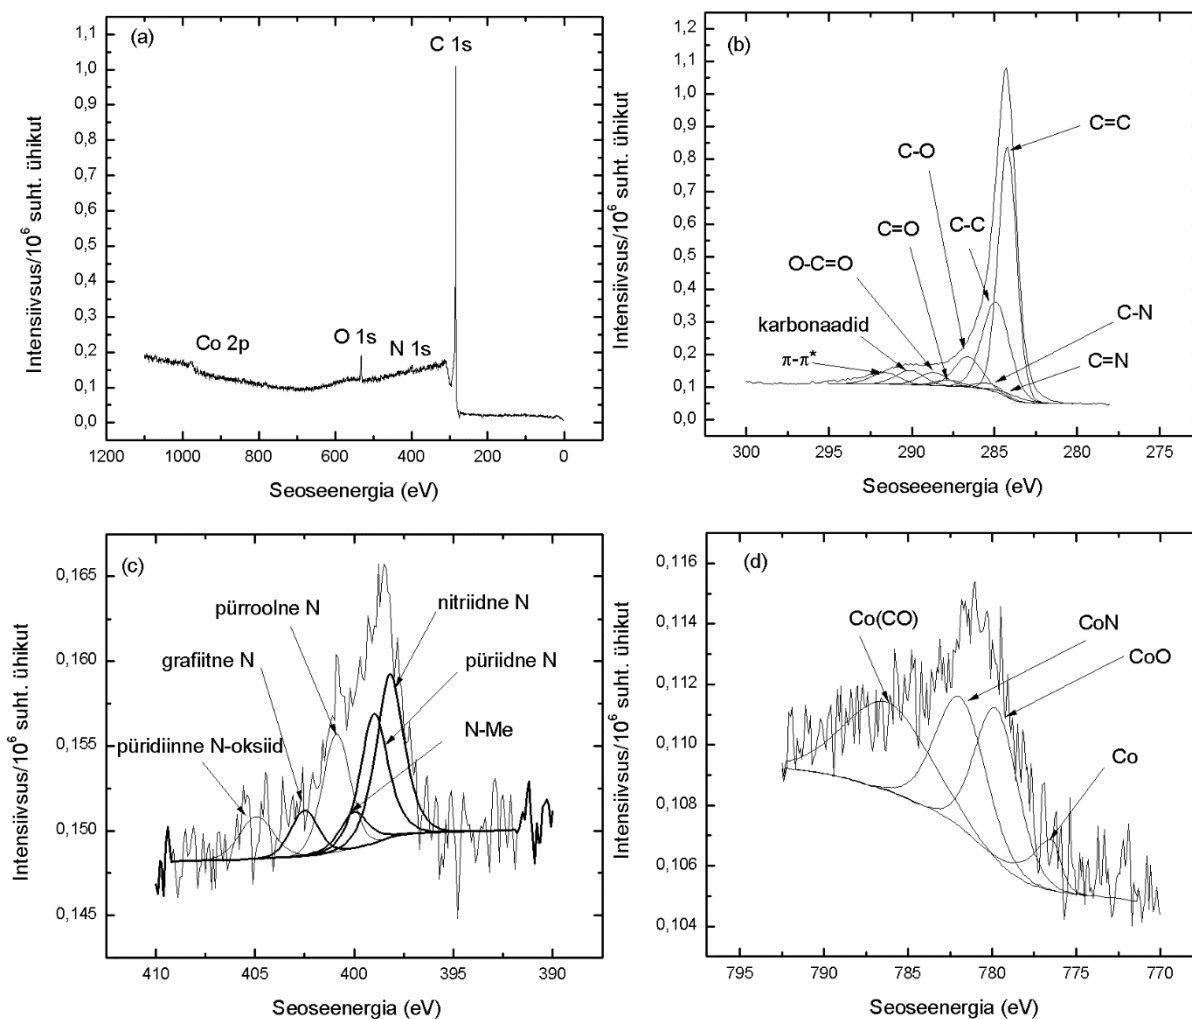 (a)
C 1s
Co 2p
O 1s
N 1s
Intensiivsus/10⁶ suht. ühikut
1,1
1,0
0,9
0,8
0,7
0,6
0,5
0,4
0,3
0,2
0,1
0,0
1200 1000 800 600 400 200 0
Seoseenergia (eV)
(b)
C=C
C-O
C=O
C-C
O-C=O
karbonaadid
π-π*
C-N
C=N
Intensiivsus/10⁶ suht. ühikut
1,2
1,1
1,0
0,9
0,8
0,7
0,6
0,5
0,4
0,3
0,2
0,1
0,0
300 295 290 285 280 275
Seoseeenergia (eV)
(c)
pürroolne N
nitriidne N
grafiitne N
püriidne N
N-Me
püridiinne N-oksiid
Intensiivsus/10⁶ suht. ühikut
0,165
0,160
0,155
0,150
0,145
410 405 400 395 390
Seoseenergia (eV)
(d)
Co(CO)
CoN
CoO
Co
Intensiivsus/10⁶ suht. ühikut
0,116
0,114
0,112
0,110
0,108
0,106
0,104
795 790 785 780 775 770
Seoseenergia (eV)